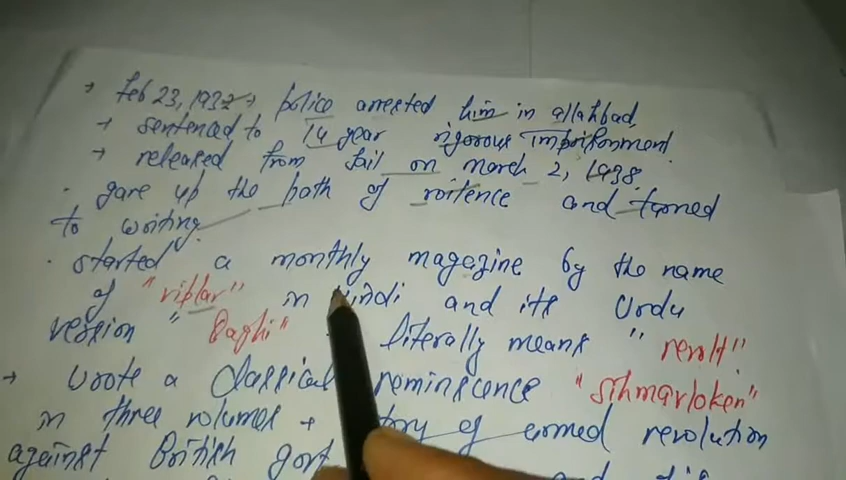 → Feb 23, 1932 → police arrested him in allahbad
→ sentenced to 14 year rigorous imprisonment
→ released from jail on march 2, 1938.
· gave up the path of voilence and turned
to writing
· started a monthly magazine by the name
of "viplav" in hindi and its Urdu
version "Baghi" literally means "revolt"
→ wrote a classical reminscence
in three volumes of armed revolution
against British govt and